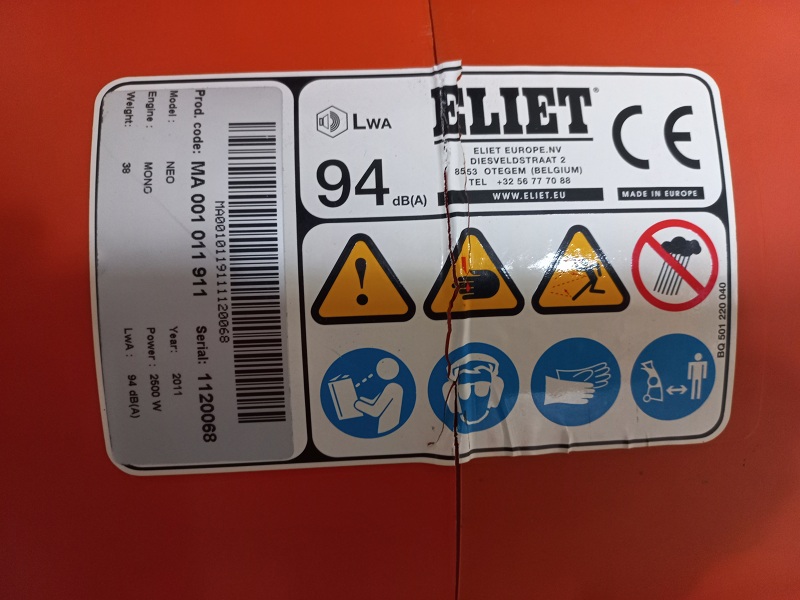 Prod. code: MA 001 011 911 Serial: 1120068
Model: NEO Year: 2011
Engine: MONO Power: 2500 W
Weight: 38 LwA: 94 dB(A)
MA0010119111120068
LWA
94 dB(A)
ELIET®
ELIET EUROPE.NV
DIESVELDSTRAAT 2
8553 OTEGEM (BELGIUM)
TEL +32 56 77 70 88
WWW.ELIET.EU
CE
MADE IN EUROPE
BQ 501 220 040